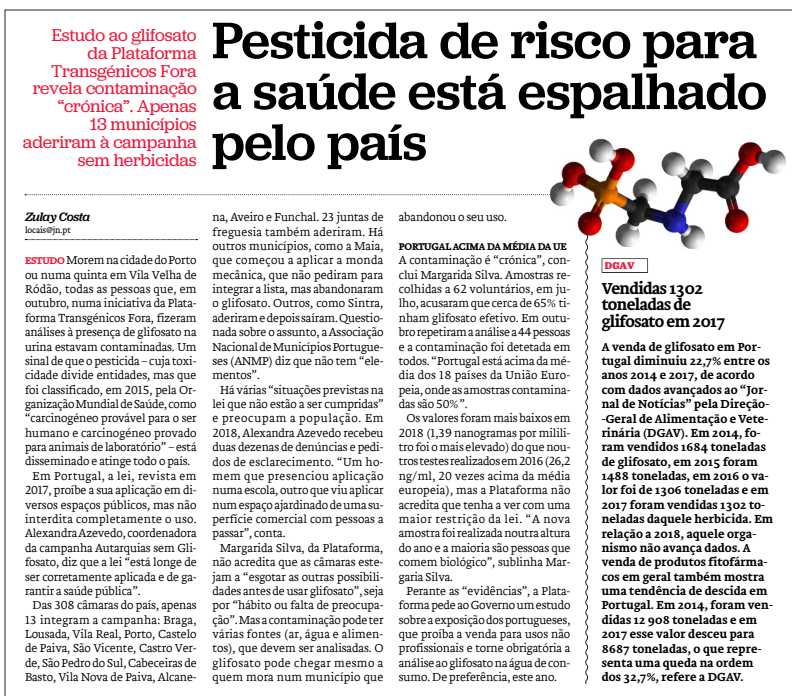 Estudo ao glifosato
da Plataforma
Transgénicos Fora
revela contaminação
“crónica”. Apenas
13 municípios
aderiram à campanha
sem herbicidas
Pesticida de risco para
a saúde está espalhado
pelo país
Zulay Costa
locais@jn.pt
ESTUDO Morem na cidade do Porto
ou numa quinta em Vila Velha de
Ródão, todas as pessoas que, em
outubro, numa iniciativa da Plata-
forma Transgénicos Fora, fizeram
análises à presença de glifosato na
urina estavam contaminadas. Um
sinal de que o pesticida – cuja toxi-
cidade divide entidades, mas que
foi classificado, em 2015, pela Or-
ganização Mundial de Saúde, como
“carcinogéneo provável para o ser
humano e carcinogéneo provado
para animais de laboratório” – está
disseminado e atinge todo o país.
Em Portugal, a lei, revista em
2017, proíbe a sua aplicação em di-
versos espaços públicos, mas não
interdita completamente o uso.
Alexandra Azevedo, coordenadora
da campanha Autarquias sem Gli-
fosato, diz que a lei “está longe de
ser corretamente aplicada e de ga-
rantir a saúde pública”.
Das 308 câmaras do país, apenas
13 integram a campanha: Braga,
Lousada, Vila Real, Porto, Castelo
de Paiva, São Vicente, Castro Ver-
de, São Pedro do Sul, Cabeceiras de
Basto, Vila Nova de Paiva, Alcane-
na, Aveiro e Funchal. 23 juntas de
freguesia também aderiram. Há
outros municípios, como a Maia,
que começou a aplicar a monda
mecânica, que não pediram para
integrar a lista, mas abandonaram
o glifosato. Outros, como Sintra,
aderiram e depois saíram. Questio-
nada sobre o assunto, a Associação
Nacional de Municípios Portugue-
ses (ANMP) diz que não tem “ele-
mentos”.
Há várias “situações previstas na
lei que não estão a ser cumpridas”
e preocupam a população. Em
2018, Alexandra Azevedo recebeu
duas dezenas de denúncias e pedi-
dos de esclarecimento. “Um ho-
mem que presenciou aplicação
numa escola, outro que viu aplicar
num espaço ajardinado de uma su-
perfície comercial com pessoas a
passar”, conta.
Margarida Silva, da Plataforma,
não acredita que as câmaras este-
jam a “esgotar as outras possibili-
dades antes de usar glifosato”, seja
por “hábito ou falta de preocupa-
ção”. Mas a contaminação pode ter
várias fontes (ar, água e alimen-
tos), que devem ser analisadas. O
glifosato pode chegar mesmo a
quem mora num município que
abandonou o seu uso.
PORTUGAL ACIMA DA MÉDIA DA UE
A contaminação é “crónica”, con-
clui Margarida Silva. Amostras re-
colhidas a 62 voluntários, em ju-
lho, acusaram que cerca de 65% ti-
nham glifosato efetivo. Em outu-
bro repetiram a análise a 44 pessoas
e a contaminação foi detetada em
todos. “Portugal está acima da mé-
dia dos 18 países da União Euro-
peia, onde as amostras contamina-
das são 50%”.
Os valores foram mais baixos em
2018 (1,39 nanogramas por milili-
tro foi o mais elevado) do que nou-
tros testes realizados em 2016 (26,2
ng/ml, 20 vezes acima da média
europeia), mas a Plataforma não
acredita que tenha a ver com uma
maior restrição da lei. “A nova
amostra foi realizada noutra altura
do ano e a maioria são pessoas que
comem biológico”, sublinha Mar-
garia Silva.
Perante as “evidências”, a Plata-
forma pede ao Governo um estudo
sobre a exposição dos portugueses,
que proíba a venda para usos não
profissionais e torne obrigatória a
análise ao glifosato na água de con-
sumo. De preferência, este ano.
DGAV
Vendidas 1302
toneladas de
glifosato em 2017
A venda de glifosato em Por-
tugal diminuiu 22,7% entre os
anos 2014 e 2017, de acordo
com dados avançados ao “Jor-
nal de Notícias” pela Direção-
-Geral de Alimentação e Vete-
rinária (DGAV). Em 2014, fo-
ram vendidos 1684 toneladas
de glifosato, em 2015 foram
1488 toneladas, em 2016 o va-
lor foi de 1306 toneladas e em
2017 foram vendidas 1302 to-
neladas daquele herbicida. Em
relação a 2018, aquele orga-
nismo não avança dados. A
venda de produtos fitofárma-
cos em geral também mostra
uma tendência de descida em
Portugal. Em 2014, foram ven-
didas 12 908 toneladas e em
2017 esse valor desceu para
8687 toneladas, o que repre-
senta uma queda na ordem
dos 32,7%, refere a DGAV.